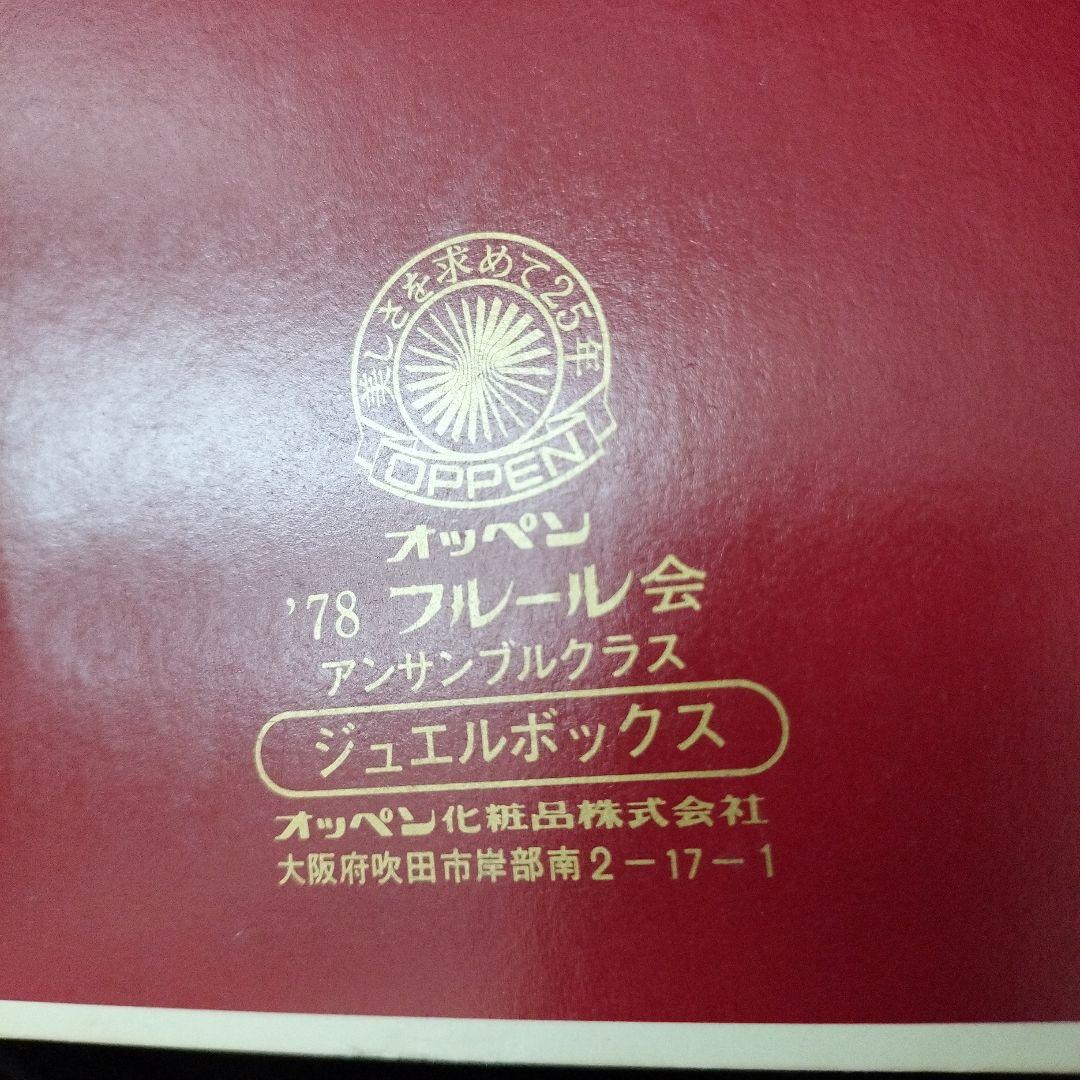 美しさを求めて25年
OPPEN
オッペン
'78 フルール会
アンサンブルクラス
ジュエルボックス
オッペン化粧品株式会社
大阪府吹田市岸部南2-17-1